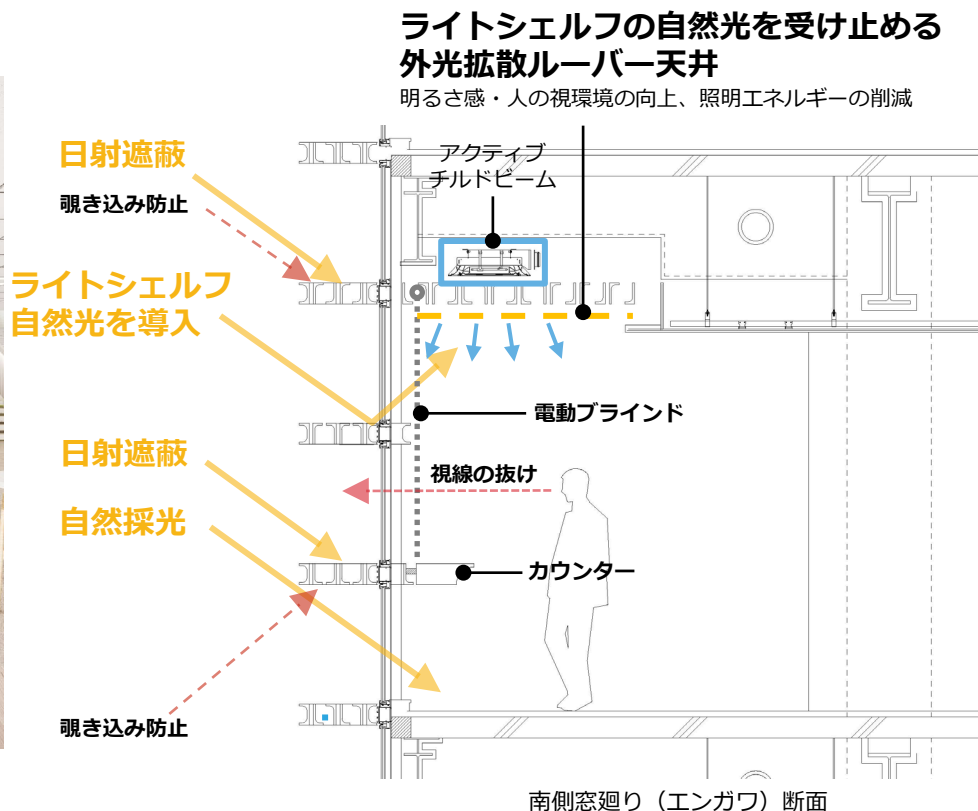 ライトシェルフの自然光を受け止める
外光拡散ルーバー天井
明るさ感・人の視環境の向上、照明エネルギーの削減
日射遮蔽
アクティブ
チルドビーム
覗き込み防止
ライトシェルフ
自然光を導入
電動ブラインド
日射遮蔽
視線の抜け
自然採光
カウンター
覗き込み防止
南側窓廻り（エンガワ）断面